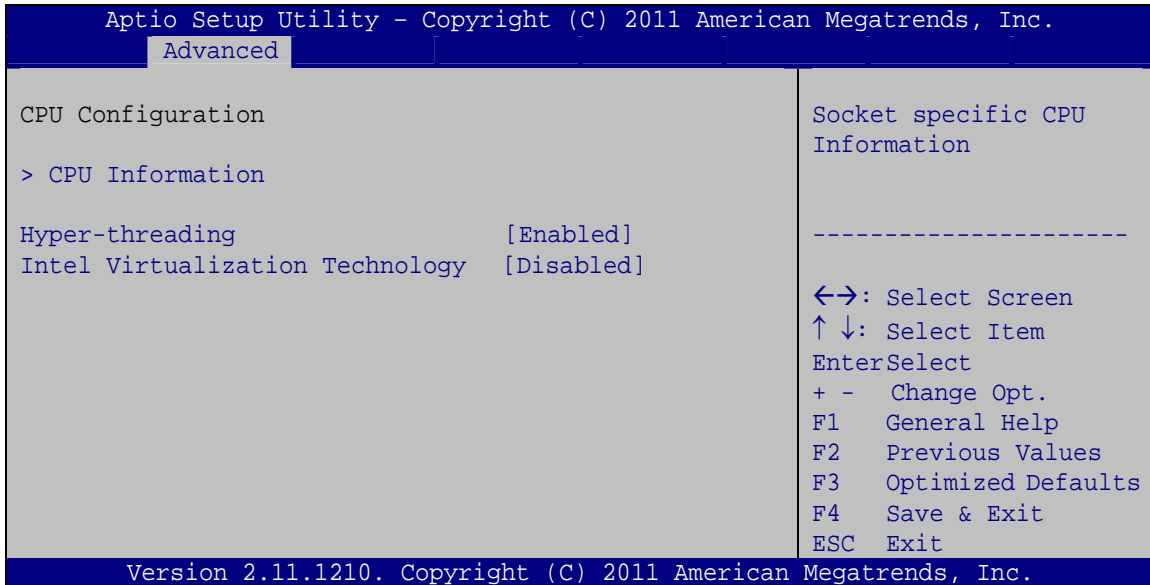 Aptio Setup Utility – Copyright (C) 2011 American Megatrends, Inc.
Advanced
CPU Configuration
> CPU Information
Hyper-threading [Enabled]
Intel Virtualization Technology [Disabled]
Socket specific CPU
Information
----------------------
←→: Select Screen
↑ ↓: Select Item
EnterSelect
+ - Change Opt.
F1 General Help
F2 Previous Values
F3 Optimized Defaults
F4 Save & Exit
ESC Exit
Version 2.11.1210. Copyright (C) 2011 American Megatrends, Inc.